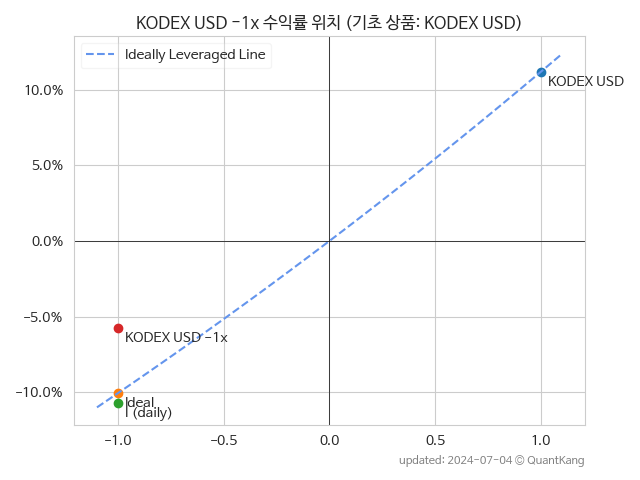 KODEX USD −1x 수익률 위치 (기초 상품: KODEX USD)
Ideally Leveraged Line
10.0%
5.0%
0.0%
−5.0%
−10.0%
KODEX USD
KODEX USD −1x
Ideal
I (daily)
−1.0
−0.5
0.0
0.5
1.0
updated: 2024-07-04 © QuantKang